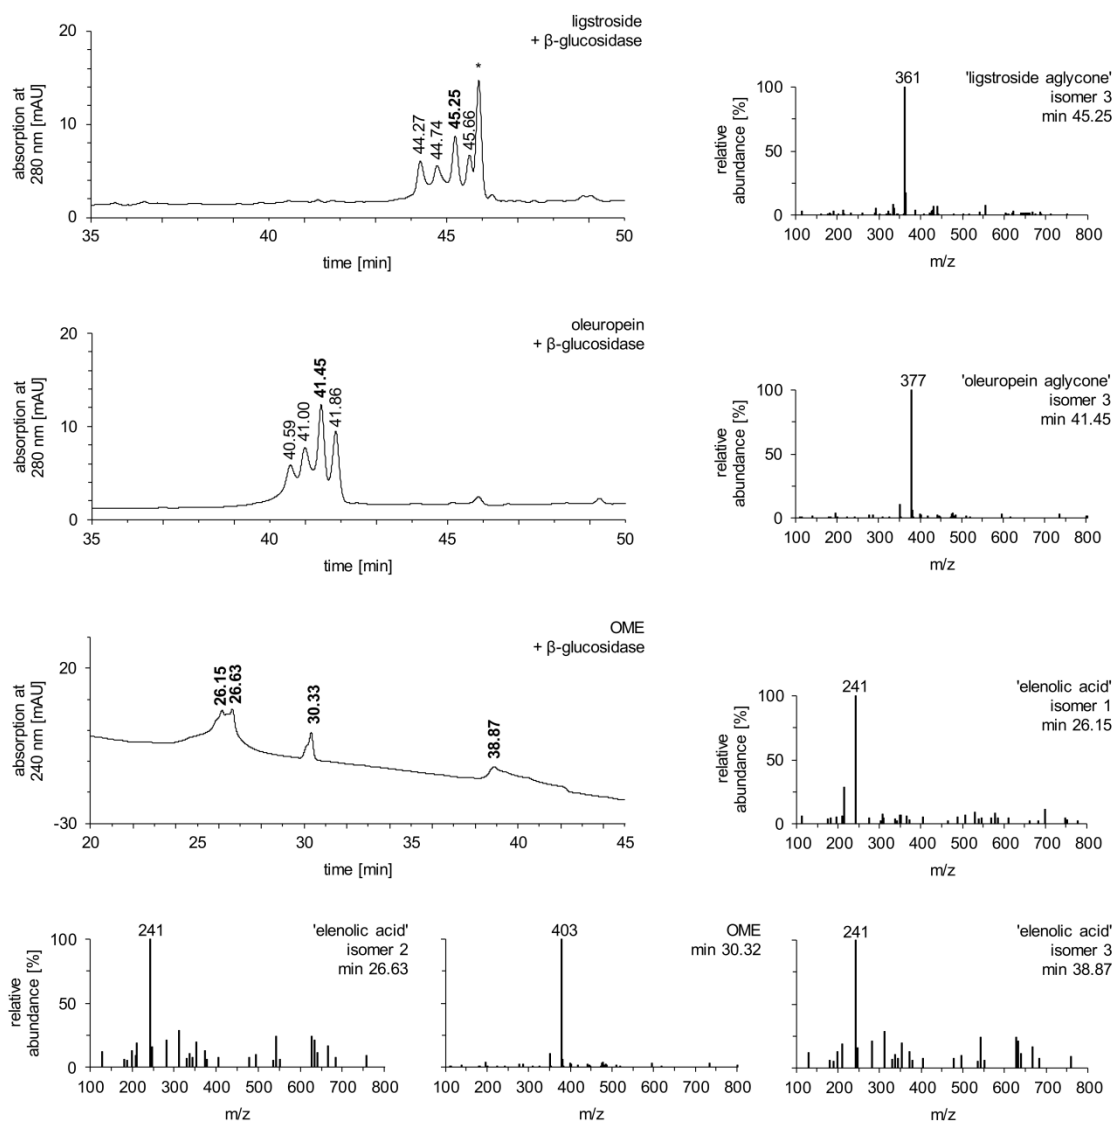 ligstroside
+ β-glucosidase
absorption at
280 nm [mAU]
20
10
0
44.27
44.74
45.25
45.66
*
35
40
45
50
time [min]
'ligstroside aglycone'
isomer 3
min 45.25
relative
abundance [%]
100
50
0
361
100 200 300 400 500 600 700 800
m/z
oleuropein
+ β-glucosidase
absorption at
280 nm [mAU]
20
10
0
40.59
41.00
41.45
41.86
35
40
45
50
time [min]
'oleuropein aglycone'
isomer 3
min 41.45
relative
abundance [%]
100
50
0
377
100 200 300 400 500 600 700 800
m/z
OME
+ β-glucosidase
absorption at
240 nm [mAU]
20
-30
26.15
26.63
30.33
38.87
20
25
30
35
40
45
time [min]
'elenolic acid'
isomer 1
min 26.15
relative
abundance [%]
100
50
0
241
100 200 300 400 500 600 700 800
m/z
'elenolic acid'
isomer 2
min 26.63
relative
abundance [%]
100
50
0
241
100 200 300 400 500 600 700 800
m/z
OME
min 30.32
100
50
0
403
100 200 300 400 500 600 700 800
m/z
'elenolic acid'
isomer 3
min 38.87
relative
abundance [%]
100
50
0
241
100 200 300 400 500 600 700 800
m/z